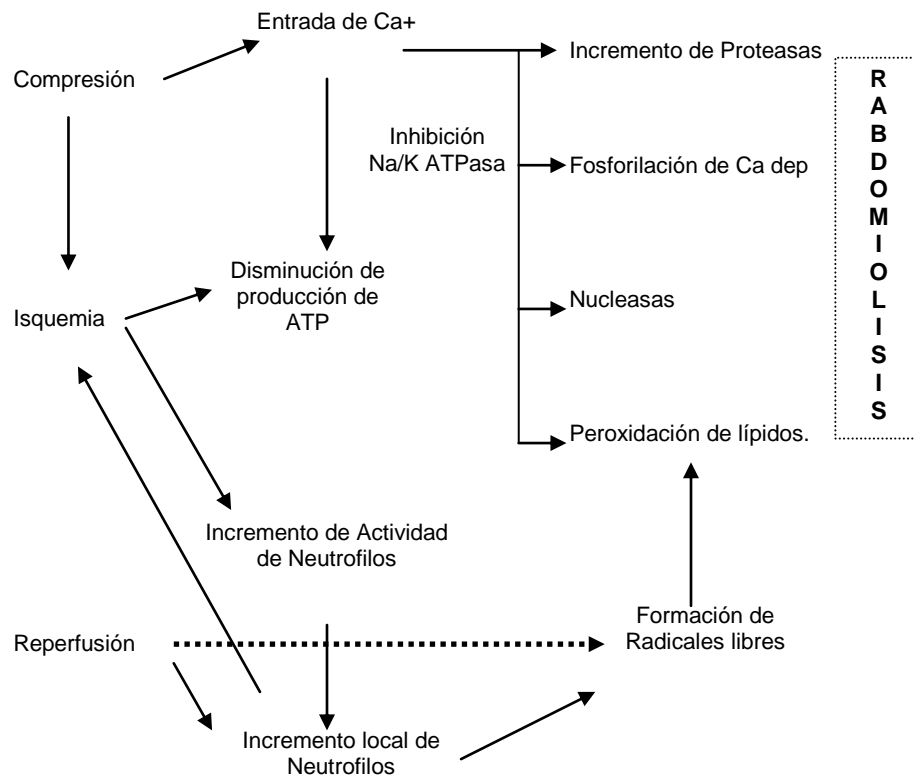 Entrada de Ca+
Compresión
Incremento de Proteasas
Inhibición
Na/K ATPasa
Fosforilación de Ca dep
Disminución de
producción de
ATP
Isquemia
Nucleasas
Peroxidación de lípidos.
Incremento de Actividad
de Neutrofilos
Reperfusión
Formación de
Radicales libres
Incremento local de
Neutrofilos
R
A
B
D
O
M
I
O
L
I
S
I
S